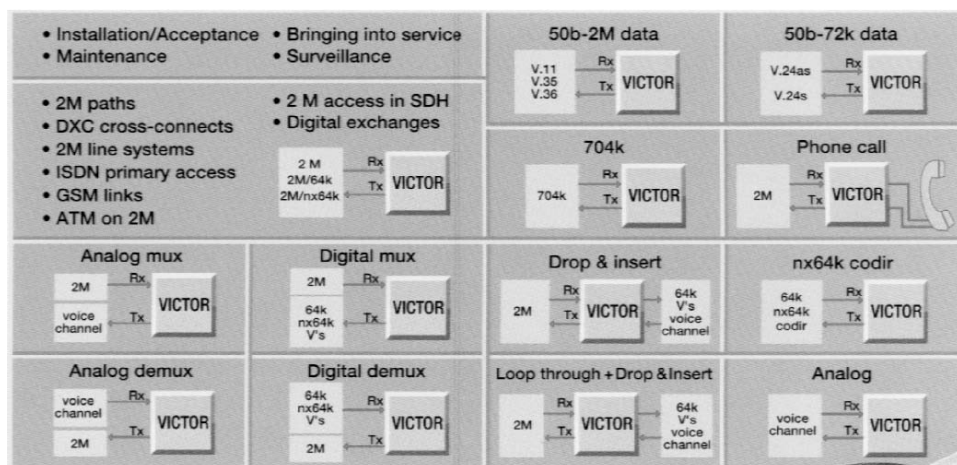 • Installation/Acceptance
• Maintenance
• Bringing into service
• Surveillance
• 2M paths
• DXC cross-connects
• 2M line systems
• ISDN primary access
• GSM links
• ATM on 2M
• 2 M access in SDH
• Digital exchanges
2 M
2M/64k
2M/nx64k
Rx
Tx
VICTOR
50b-2M data
V.11
V.35
V.36
Rx
Tx
VICTOR
50b-72k data
V.24as
V.24s
Rx
Tx
VICTOR
704k
704k
Rx
Tx
VICTOR
Phone call
2M
Rx
Tx
VICTOR
Analog mux
2M
voice
channel
Rx
Tx
VICTOR
Digital mux
2M
64k
nx64k
V's
Rx
Tx
VICTOR
Drop & insert
2M
Rx
Tx
VICTOR
64k
V's
voice
channel
nx64k codir
64k
nx64k
codir
Rx
Tx
VICTOR
Analog demux
voice
channel
2M
Rx
Tx
VICTOR
Digital demux
64k
nx64k
V's
2M
Rx
Tx
VICTOR
Loop through + Drop & Insert
2M
Rx
Tx
VICTOR
64k
V's
voice
channel
Analog
voice
channel
Rx
Tx
VICTOR